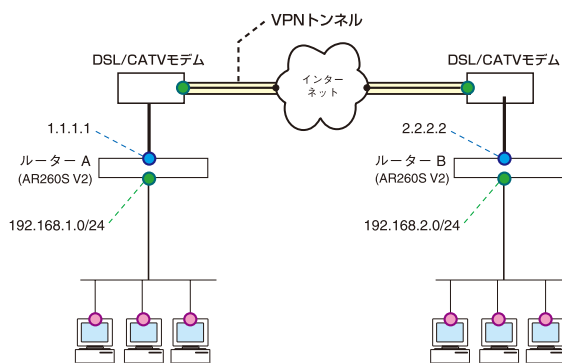 VPNトンネル
DSL/CATVモデム
インター
ネット
DSL/CATVモデム
1.1.1.1
2.2.2.2
ルーター A
(AR260S V2)
ルーター B
(AR260S V2)
192.168.1.0/24
192.168.2.0/24